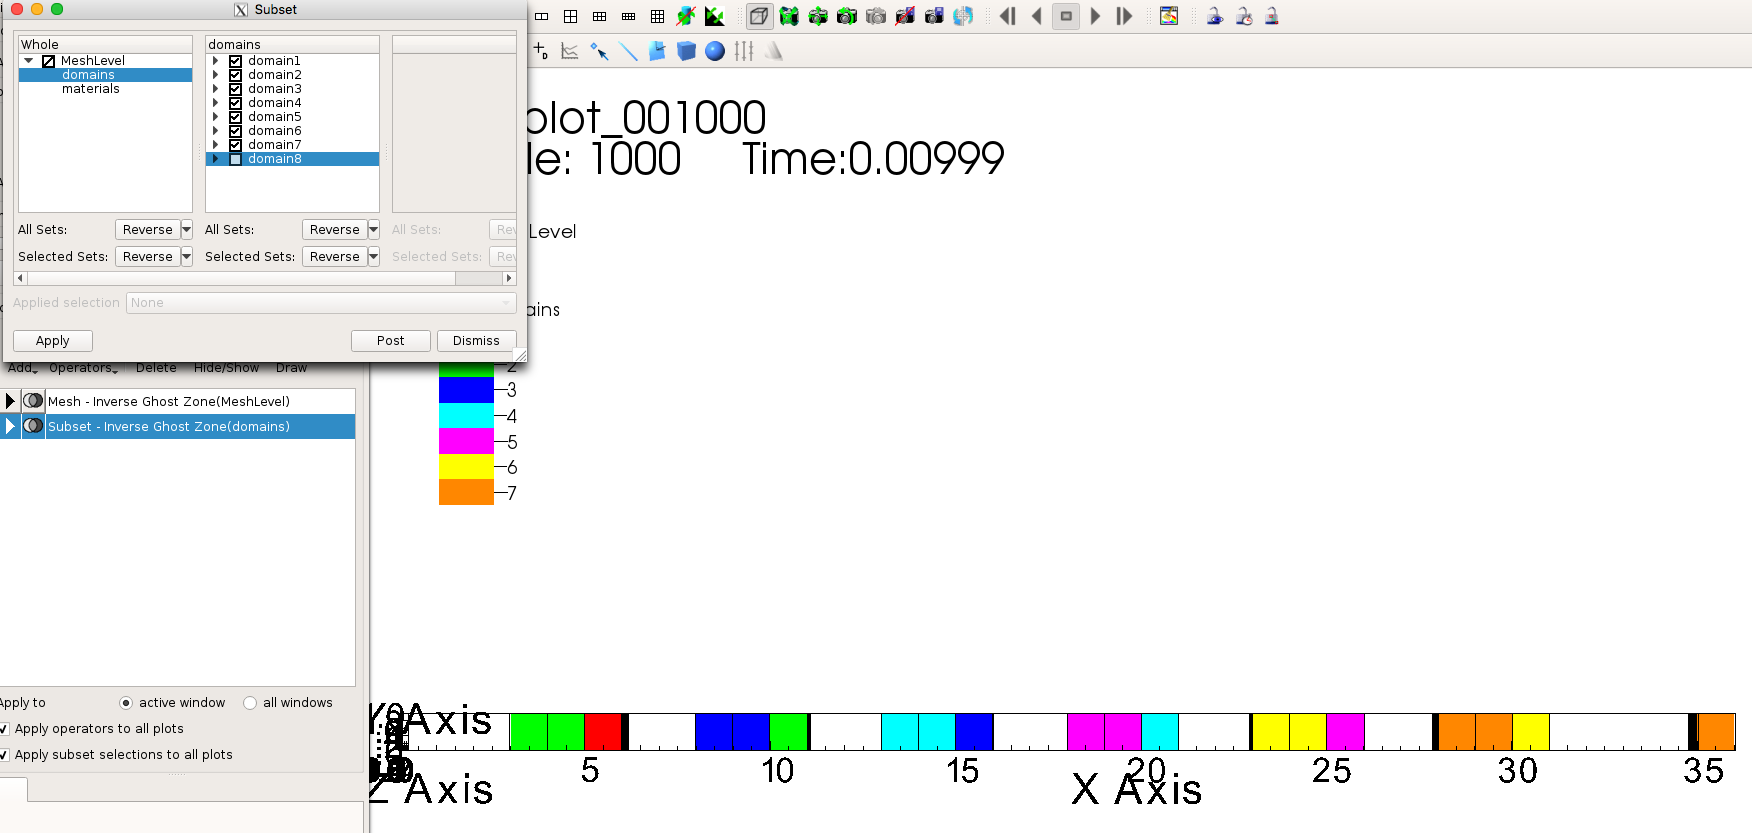 Subset
Whole
domains
MeshLevel
domains
materials
domain1
domain2
domain3
domain4
domain5
domain6
domain7
domain8
All Sets: Reverse
All Sets: Reverse
All Sets: Rev
Selected Sets: Reverse
Selected Sets: Reverse
Selected Sets: Rev
Applied selection None
Apply Post Dismiss
plot_001000
le: 1000 Time:0.00999
Level
ains
Add Operators Delete Hide/Show Draw
Mesh - Inverse Ghost Zone(MeshLevel)
Subset - Inverse Ghost Zone(domains)
2
3
4
5
6
7
Apply to active window all windows
Apply operators to all plots
Apply subset selections to all plots
Y Axis
5 10 15 20 25 30 35
Z Axis
X Axis